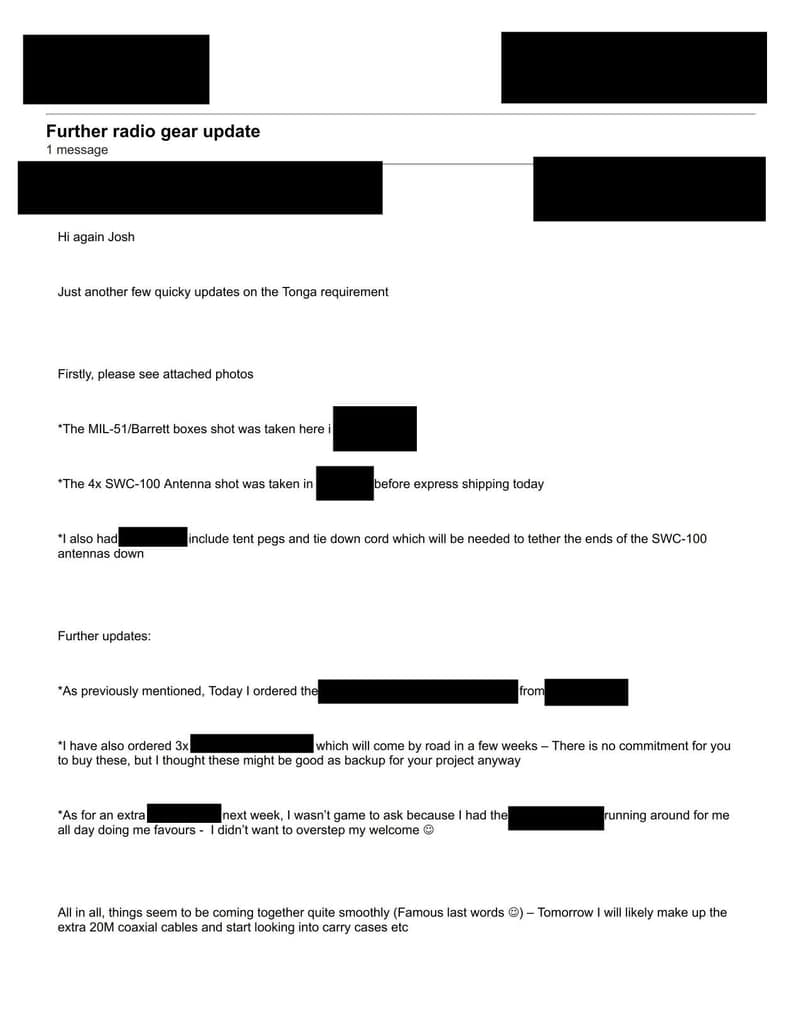 Further radio gear update
1 message
Hi again Josh
Just another few quicky updates on the Tonga requirement
Firstly, please see attached photos
*The MIL-51/Barrett boxes shot was taken here i
*The 4x SWC-100 Antenna shot was taken in before express shipping today
*I also had include tent pegs and tie down cord which will be needed to tether the ends of the SWC-100
antennas down
Further updates:
*As previously mentioned, Today I ordered the from
*I have also ordered 3x which will come by road in a few weeks – There is no commitment for you
to buy these, but I thought these might be good as backup for your project anyway
*As for an extra next week, I wasn’t game to ask because I had the running around for me
all day doing me favours - I didn’t want to overstep my welcome ☺
All in all, things seem to be coming together quite smoothly (Famous last words ☺) – Tomorrow I will likely make up the
extra 20M coaxial cables and start looking into carry cases etc